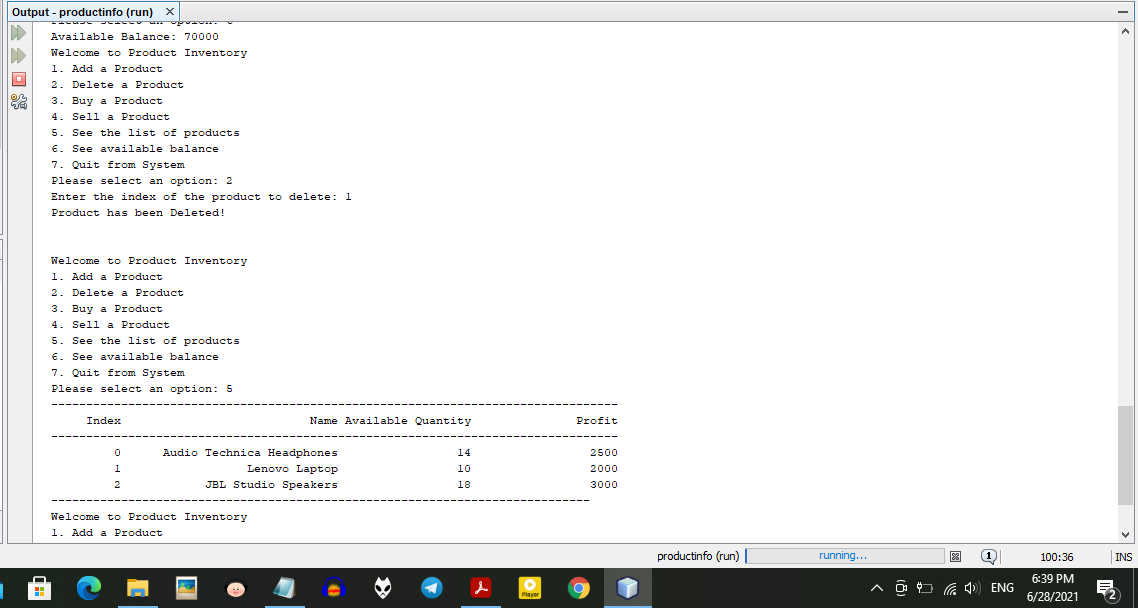 Output - productinfo (run)
Please select an option: 6
Available Balance: 70000
Welcome to Product Inventory
1. Add a Product
2. Delete a Product
3. Buy a Product
4. Sell a Product
5. See the list of products
6. See available balance
7. Quit from System
Please select an option: 2
Enter the index of the product to delete: 1
Product has been Deleted!
Welcome to Product Inventory
1. Add a Product
2. Delete a Product
3. Buy a Product
4. Sell a Product
5. See the list of products
6. See available balance
7. Quit from System
Please select an option: 5
---------------------------------------------------------------------------------
Index Name Available Quantity Profit
---------------------------------------------------------------------------------
0 Audio Technica Headphones 14 2500
1 Lenovo Laptop 10 2000
2 JBL Studio Speakers 18 3000
-----------------------------------------------------------------------------
Welcome to Product Inventory
1. Add a Product
productinfo (run) running... 1 100:36 INS
Player
ENG 6:39 PM
6/28/2021 2